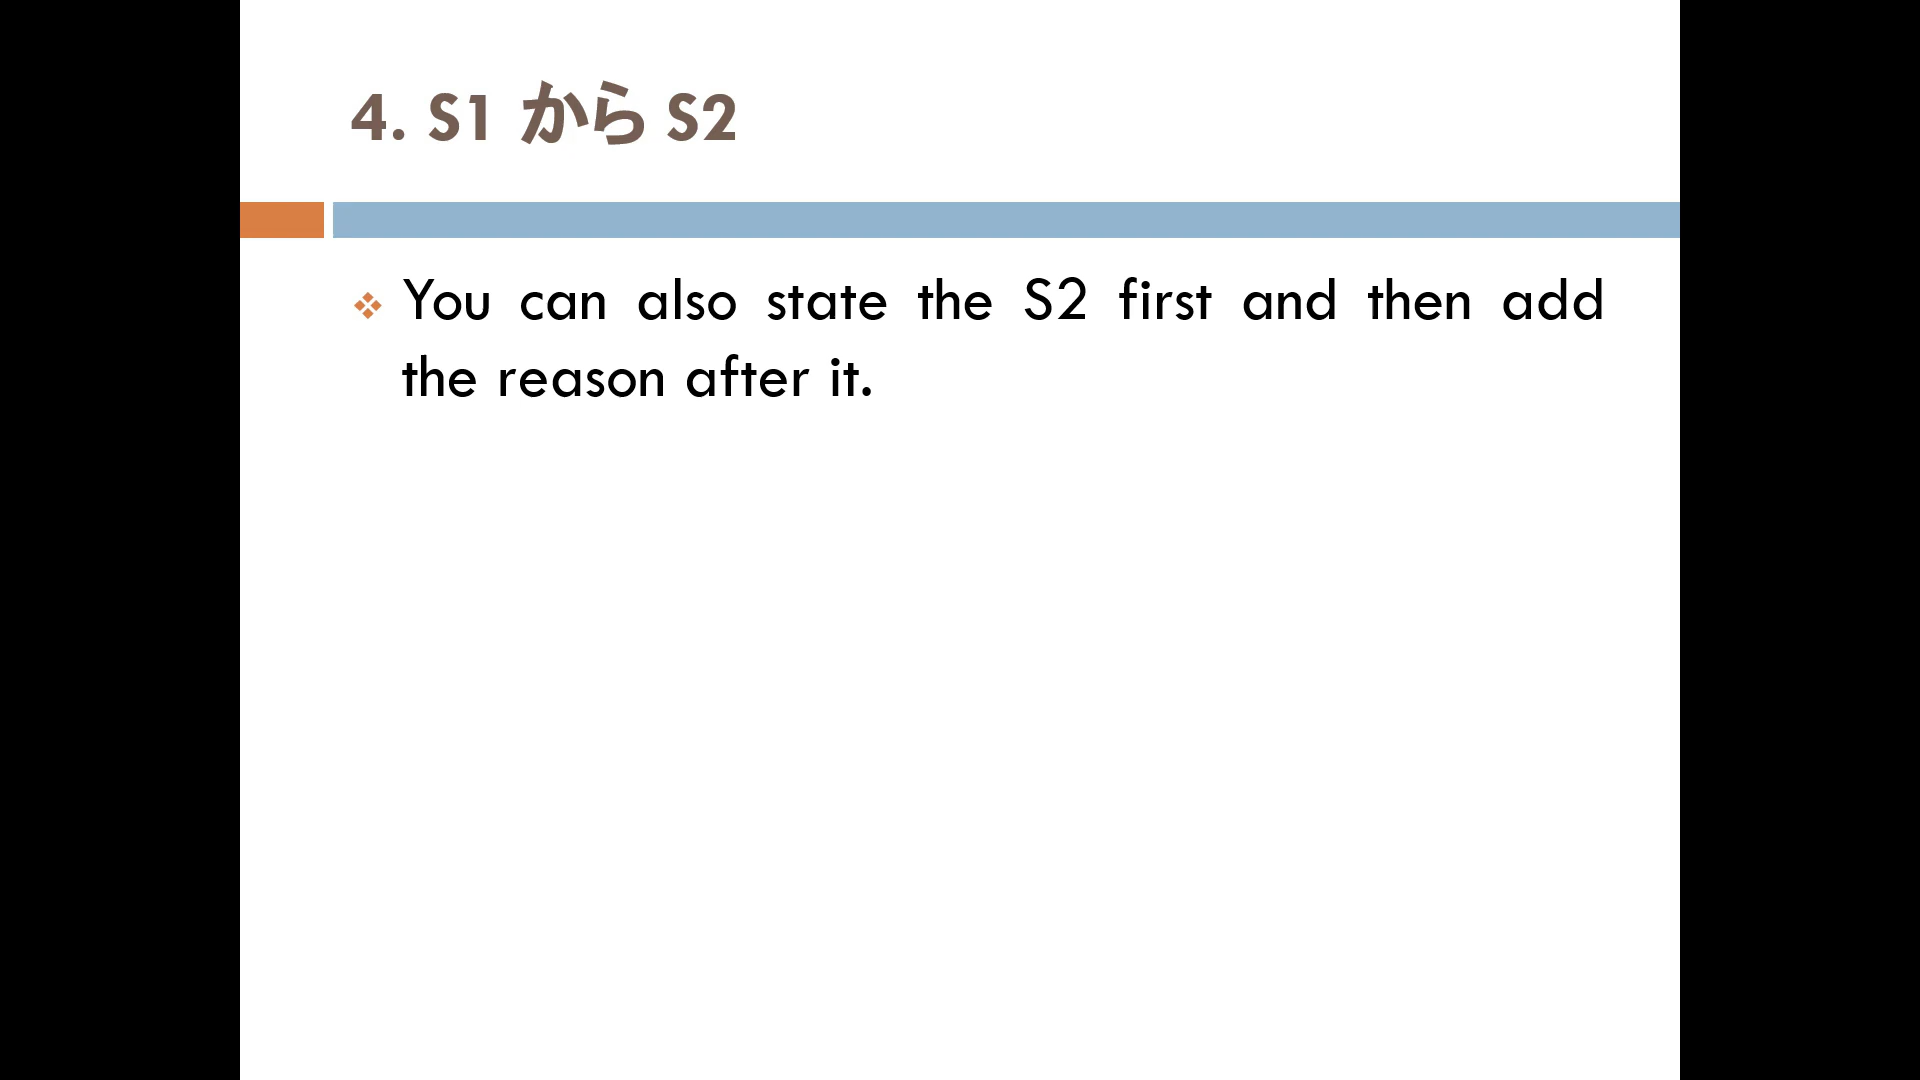 4. S1 から S2
You can also state the S2 first and then add
the reason after it.